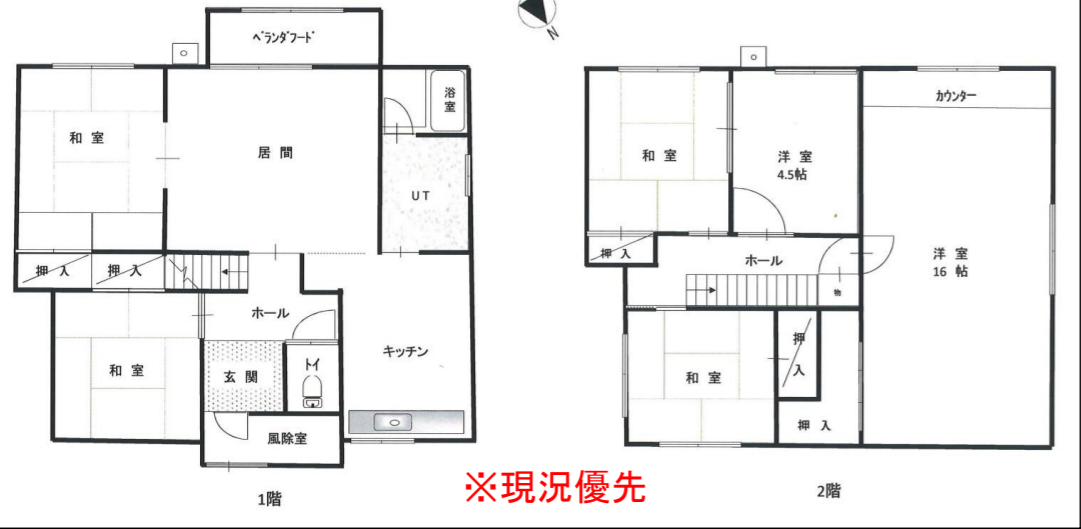 N
ベランダフード
和 室
居 間
浴室
UT
押 入
押 入
ホール
和 室
玄 関
トイレ
キッチン
風除室
1階
和 室
洋 室
4.5帖
カウンター
押 入
ホール
物
洋 室
16 帖
和 室
押入
押 入
2階
※現況優先